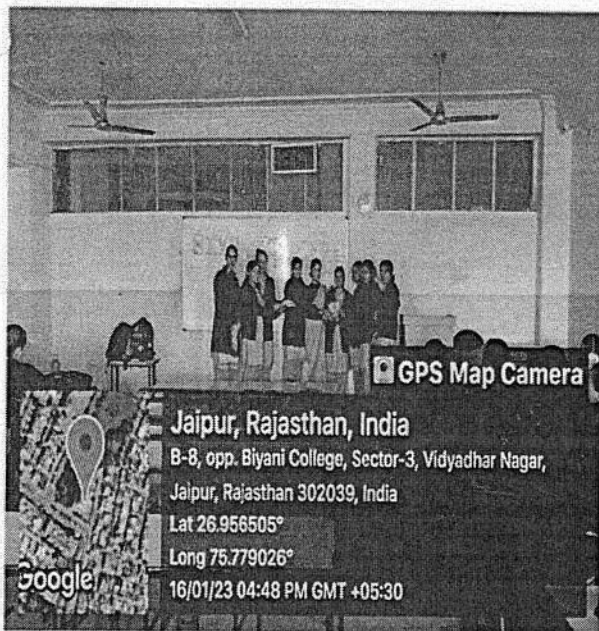 GPS Map Camera
Jaipur, Rajasthan, India
B-8, opp. Biyani College, Sector-3, Vidyadhar Nagar,
Jaipur, Rajasthan 302039, India
Lat 26.956505°
Long 75.779026°
Google
16/01/23 04:48 PM GMT +05:30